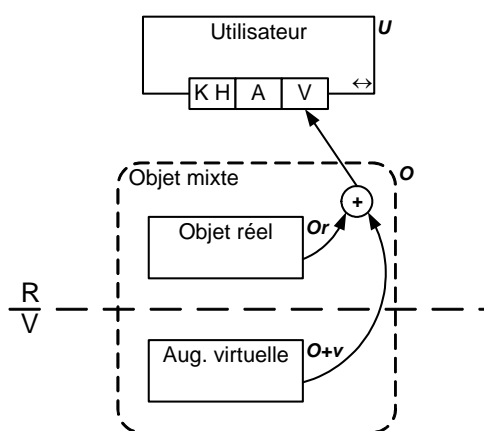 Utilisateur
U
K H A V
↔
Objet mixte
O
+
Objet réel
Or
R
V
Aug. virtuelle
O+v